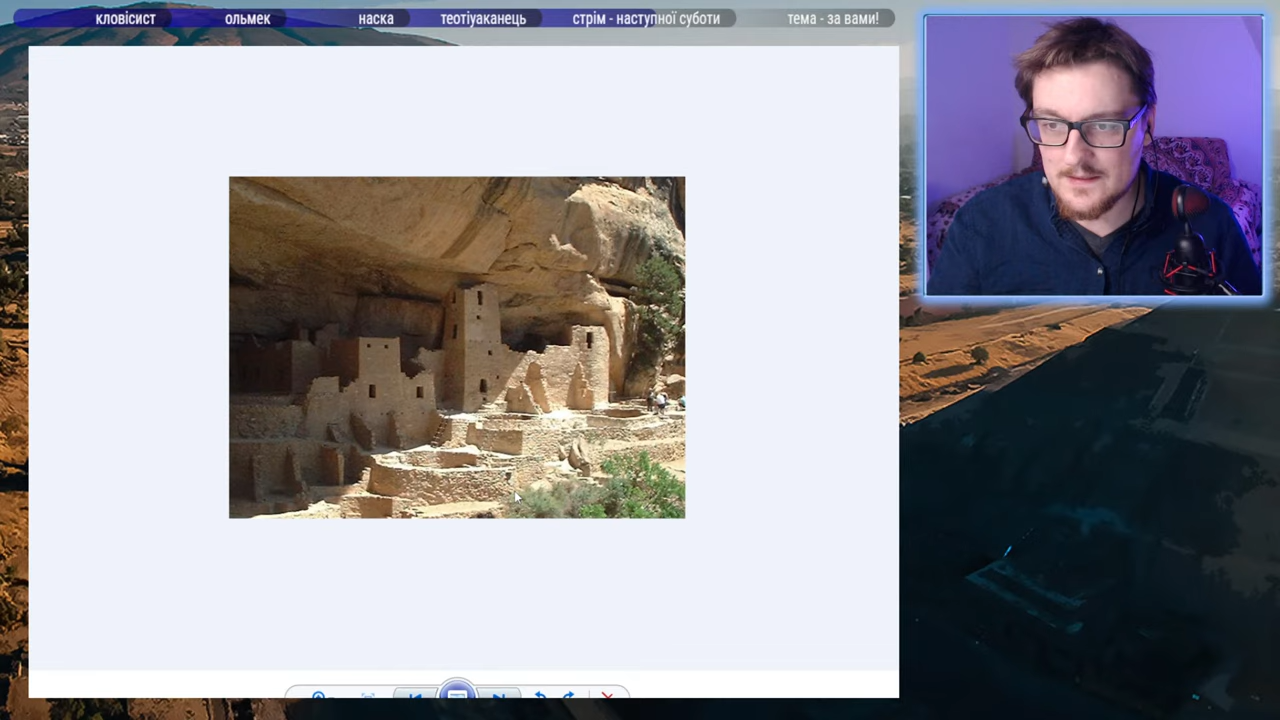 кловісист
ольмек
наска
теотіуаканець
стрім - наступної суботи
тема - за вами!